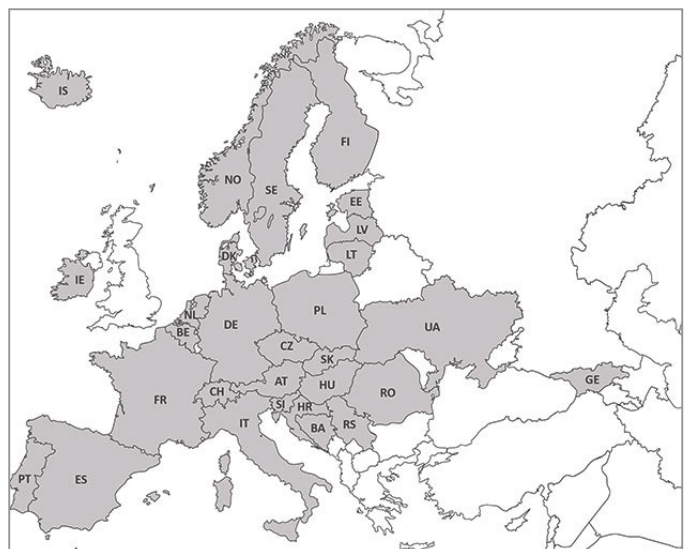 IS
FI
NO
SE
EE
LV
DK
LT
IE
NL
PL
DE
BE
UA
CZ
SK
AT
HU
GE
CH
RO
FR
SI
HR
IT
BA
RS
PT
ES